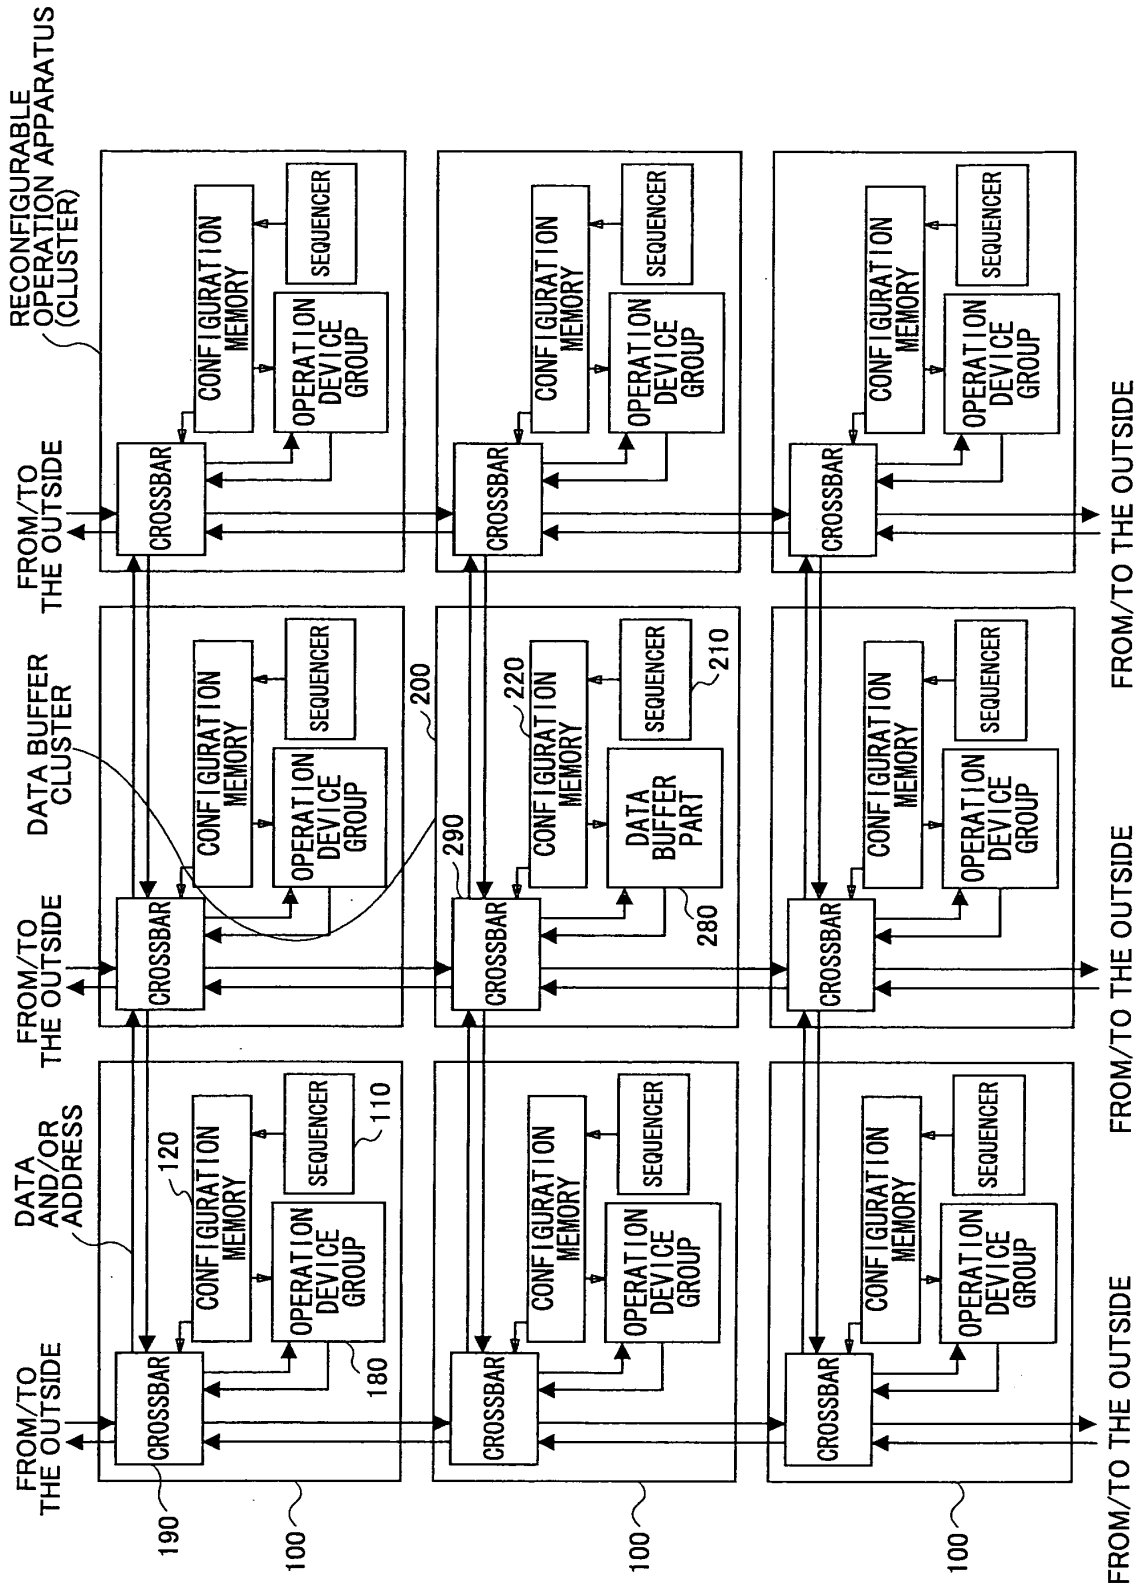 FROM/TO
THE OUTSIDE
DATA
AND/OR
ADDRESS
FROM/TO
THE OUTSIDE
DATA BUFFER
CLUSTER
FROM/TO
THE OUTSIDE
RECONFIGURABLE
OPERATION APPARATUS
(CLUSTER)
190
100
CROSSBAR
120
CONFIGURATION
MEMORY
OPERATION
DEVICE
GROUP
180
SEQUENCER
110
CROSSBAR
CONFIGURATION
MEMORY
OPERATION
DEVICE
GROUP
SEQUENCER
CROSSBAR
CONFIGURATION
MEMORY
OPERATION
DEVICE
GROUP
SEQUENCER
100
CROSSBAR
CONFIGURATION
MEMORY
OPERATION
DEVICE
GROUP
SEQUENCER
200
290
CROSSBAR
220
CONFIGURATION
MEMORY
DATA
BUFFER
PART
280
SEQUENCER
210
CROSSBAR
CONFIGURATION
MEMORY
OPERATION
DEVICE
GROUP
SEQUENCER
100
CROSSBAR
CONFIGURATION
MEMORY
OPERATION
DEVICE
GROUP
SEQUENCER
CROSSBAR
CONFIGURATION
MEMORY
OPERATION
DEVICE
GROUP
SEQUENCER
CROSSBAR
CONFIGURATION
MEMORY
OPERATION
DEVICE
GROUP
SEQUENCER
FROM/TO THE OUTSIDE
FROM/TO THE OUTSIDE
FROM/TO THE OUTSIDE